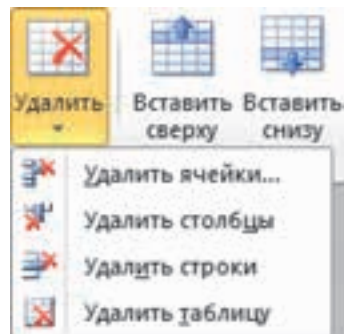 Удалить
Вставить Вставить
сверху снизу
Удалить ячейки...
Удалить столбцы
Удалить строки
Удалить таблицу